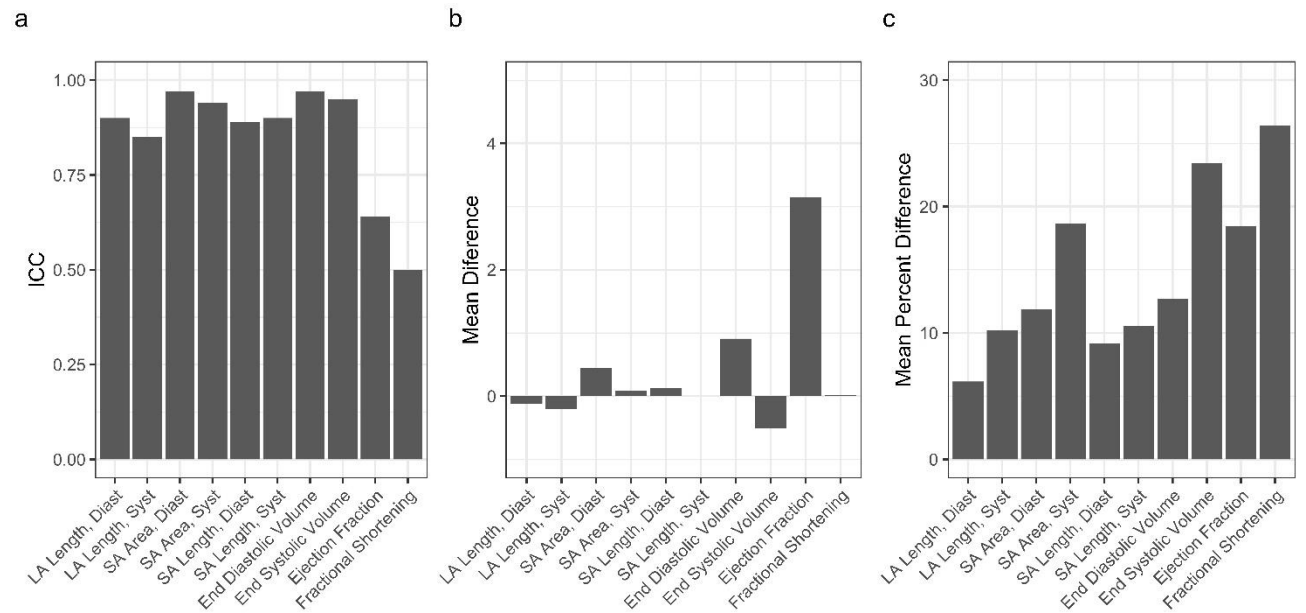 a
ICC
1.00
0.75
0.50
0.25
0.00
LA Length, Diast
LA Length, Syst
SA Area, Diast
SA Area, Syst
SA Length, Diast
SA Length, Syst
End Diastolic Volume
End Systolic Volume
Ejection Fraction
Fractional Shortening
b
Mean Diference
4
2
0
LA Length, Diast
LA Length, Syst
SA Area, Diast
SA Area, Syst
SA Length, Diast
SA Length, Syst
End Diastolic Volume
End Systolic Volume
Ejection Fraction
Fractional Shortening
c
Mean Percent Difference
30
20
10
0
LA Length, Diast
LA Length, Syst
SA Area, Diast
SA Area, Syst
SA Length, Diast
SA Length, Syst
End Diastolic Volume
End Systolic Volume
Ejection Fraction
Fractional Shortening